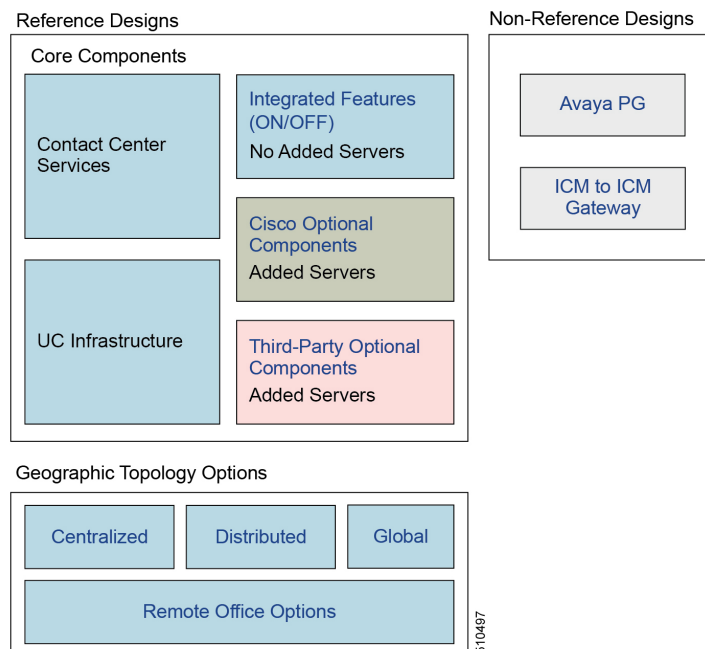 Reference Designs
Core Components
Contact Center
Services
UC Infrastructure
Integrated Features
(ON/OFF)
No Added Servers
Cisco Optional
Components
Added Servers
Third-Party Optional
Components
Added Servers
Non-Reference Designs
Avaya PG
ICM to ICM
Gateway
Geographic Topology Options
Centralized
Distributed
Global
Remote Office Options
510497